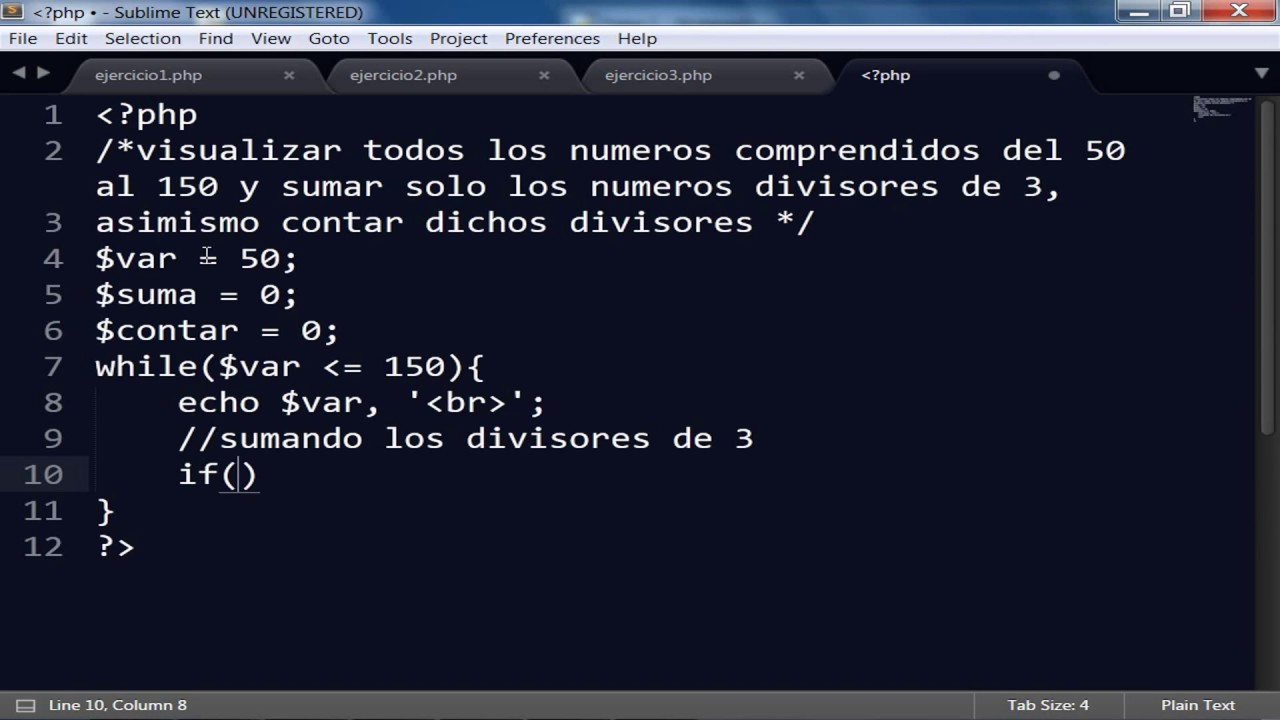 <?php • - Sublime Text (UNREGISTERED)
File Edit Selection Find View Goto Tools Project Preferences Help
ejercicio1.php ejercicio2.php ejercicio3.php <?php
1 <?php
2 /*visualizar todos los numeros comprendidos del 50
al 150 y sumar solo los numeros divisores de 3,
3 asimismo contar dichos divisores */
4 $var = 50;
5 $suma = 0;
6 $contar = 0;
7 while($var <= 150){
8 echo $var, '<br>';
9 //sumando los divisores de 3
10 if()
11 }
12 ?>
Line 10, Column 8 Tab Size: 4 Plain Text